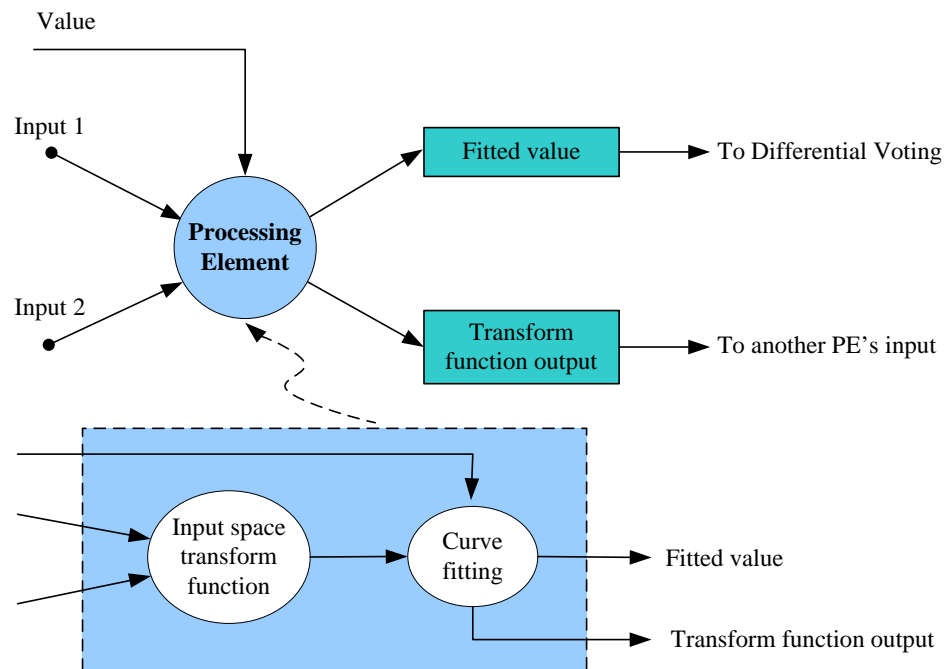 Value
Input 1
Fitted value
To Differential Voting
Processing
Element
Input 2
Transform
function output
To another PE’s input
Input space
transform
function
Curve
fitting
Fitted value
Transform function output